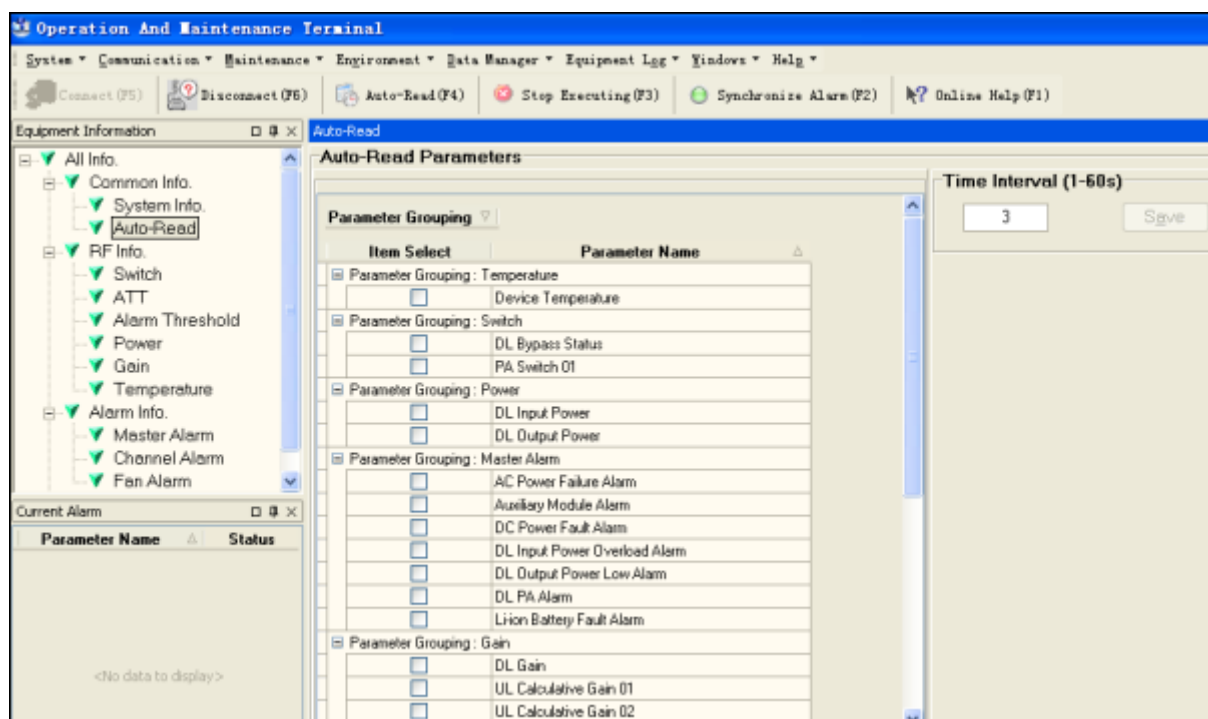 Operation And Maintenance Terminal
System Communication Maintenance Environment Data Manager Equipment Log Windows Help
Connect(F5) Disconnect(F6) Auto-Read(F4) Stop Executing(F3) Synchronize Alarm(F2) Online Help(F1)
Equipment Information
All Info.
Common Info.
System Info.
Auto-Read
RF Info.
Switch
ATT
Alarm Threshold
Power
Gain
Temperature
Alarm Info.
Master Alarm
Channel Alarm
Fan Alarm
Current Alarm
Parameter Name Status
<No data to display>
Auto-Read
Auto-Read Parameters
Parameter Grouping
Item Select Parameter Name
Parameter Grouping : Temperature
Device Temperature
Parameter Grouping : Switch
DL Bypass Status
PA Switch 01
Parameter Grouping : Power
DL Input Power
DL Output Power
Parameter Grouping : Master Alarm
AC Power Failure Alarm
Auxiliary Module Alarm
DC Power Fault Alarm
DL Input Power Overload Alarm
DL Output Power Low Alarm
DL PA Alarm
Li-ion Battery Fault Alarm
Parameter Grouping : Gain
DL Gain
UL Calculative Gain 01
UL Calculative Gain 02
Time Interval (1-60s)
3 Save